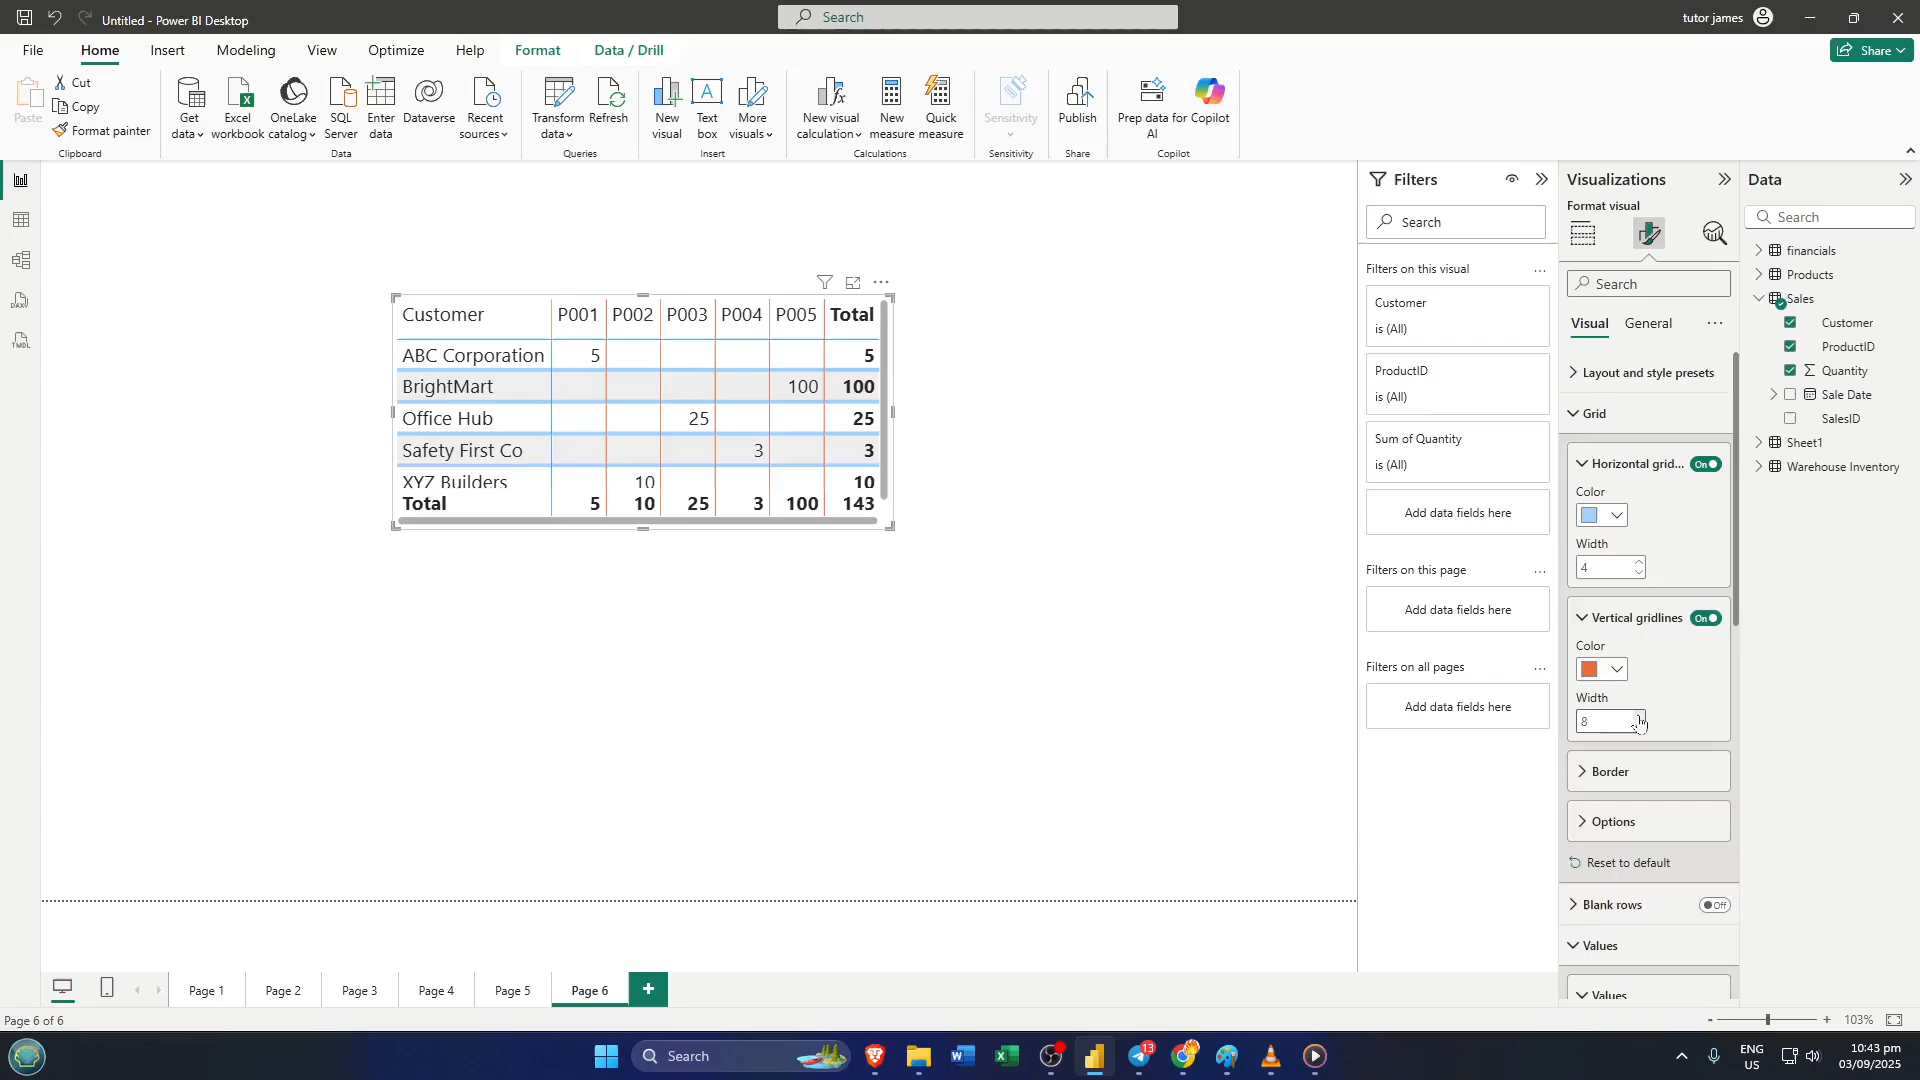 Untitled - Power BI Desktop
Search
tutor james
File Home Insert Modeling View Optimize Help Format Data / Drill
Share
Paste
Cut
Copy
Format painter
Clipboard
Get data
Excel workbook
OneLake catalog
SQL Server
Enter data
Dataverse
Recent sources
Data
Transform data
Refresh
Queries
New visual
Text box
More visuals
Insert
New visual calculation
New measure
Quick measure
Calculations
Sensitivity
Sensitivity
Publish
Share
Prep data for AI
Copilot
Copilot
DAX
TMDL
Customer P001 P002 P003 P004 P005 Total
ABC Corporation 5 5
BrightMart 100 100
Office Hub 25 25
Safety First Co 3 3
XYZ Builders 10 10
Total 5 10 25 3 100 143
Filters
Search
Filters on this visual ...
Customer
is (All)
ProductID
is (All)
Sum of Quantity
is (All)
Add data fields here
Filters on this page ...
Add data fields here
Filters on all pages ...
Add data fields here
Visualizations
Format visual
Search
Visual General ...
Layout and style presets
Grid
Horizontal grid... On
Color
Width
4
Vertical gridlines On
Color
Width
8
Border
Options
Reset to default
Blank rows Off
Values
Values
Data
Search
financials
Products
Sales
Customer
ProductID
Quantity
Sale Date
SalesID
Sheet1
Warehouse Inventory
Page 1 Page 2 Page 3 Page 4 Page 5 Page 6 +
Page 6 of 6
- + 103%
Search
13
ENG
US
10:43 pm
03/09/2025